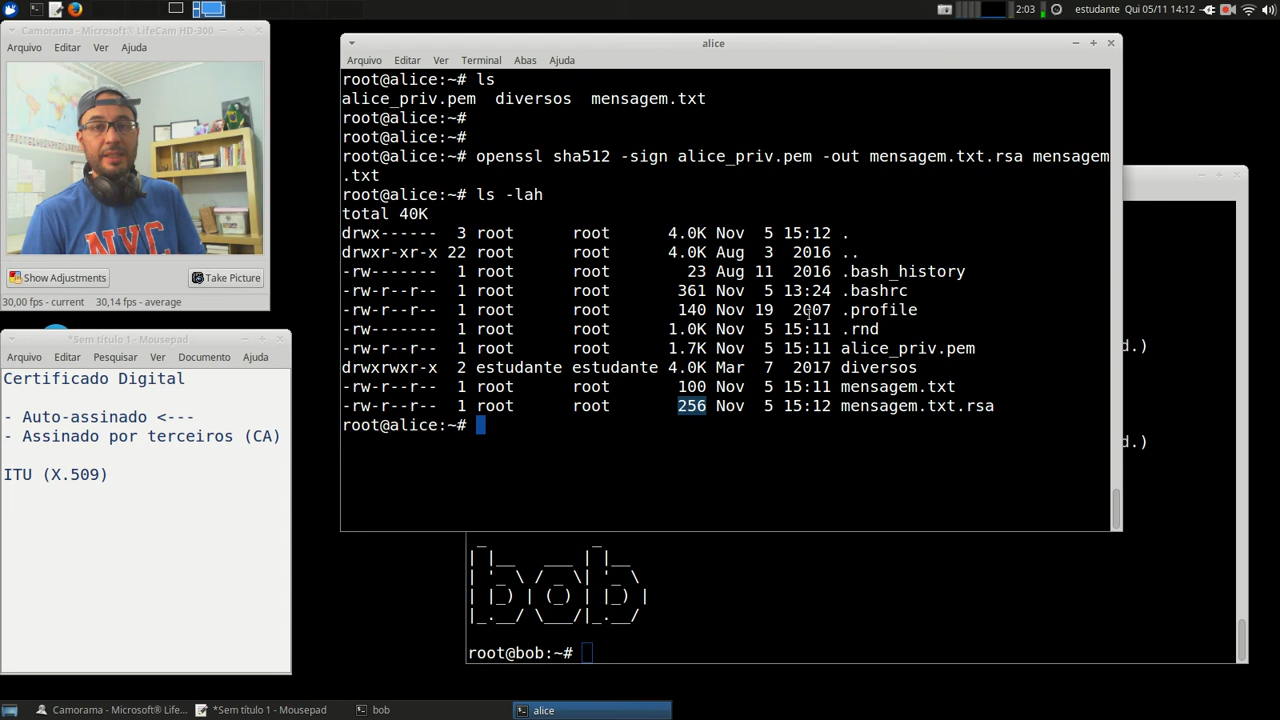 2:03
estudante Qui 05/11 14:12
Camorama - Microsoft® LifeCam HD-300
Arquivo Editar Ver Ajuda
NYC
Show Adjustments Take Picture
30,00 fps - current 30,14 fps - average
*Sem título 1 - Mousepad
Arquivo Editar Pesquisar Ver Documento Ajuda
Certificado Digital
- Auto-assinado <---
- Assinado por terceiros (CA)
ITU (X.509)
alice
Arquivo Editar Ver Terminal Abas Ajuda
root@alice:~# ls
alice_priv.pem diversos mensagem.txt
root@alice:~#
root@alice:~#
root@alice:~# openssl sha512 -sign alice_priv.pem -out mensagem.txt.rsa mensagem
.txt
root@alice:~# ls -lah
total 40K
drwx------ 3 root root 4.0K Nov 5 15:12 .
drwxr-xr-x 22 root root 4.0K Aug 3 2016 ..
-rw------- 1 root root 23 Aug 11 2016 .bash_history
-rw-r--r-- 1 root root 361 Nov 5 13:24 .bashrc
-rw-r--r-- 1 root root 140 Nov 19 2007 .profile
-rw------- 1 root root 1.0K Nov 5 15:11 .rnd
-rw-r--r-- 1 root root 1.7K Nov 5 15:11 alice_priv.pem
drwxrwxr-x 2 estudante estudante 4.0K Mar 7 2017 diversos
-rw-r--r-- 1 root root 100 Nov 5 15:11 mensagem.txt
-rw-r--r-- 1 root root 256 Nov 5 15:12 mensagem.txt.rsa
root@alice:~#
d.)
d.)
bob
root@bob:~#
Camorama - Microsoft® LifeC... *Sem título 1 - Mousepad bob alice